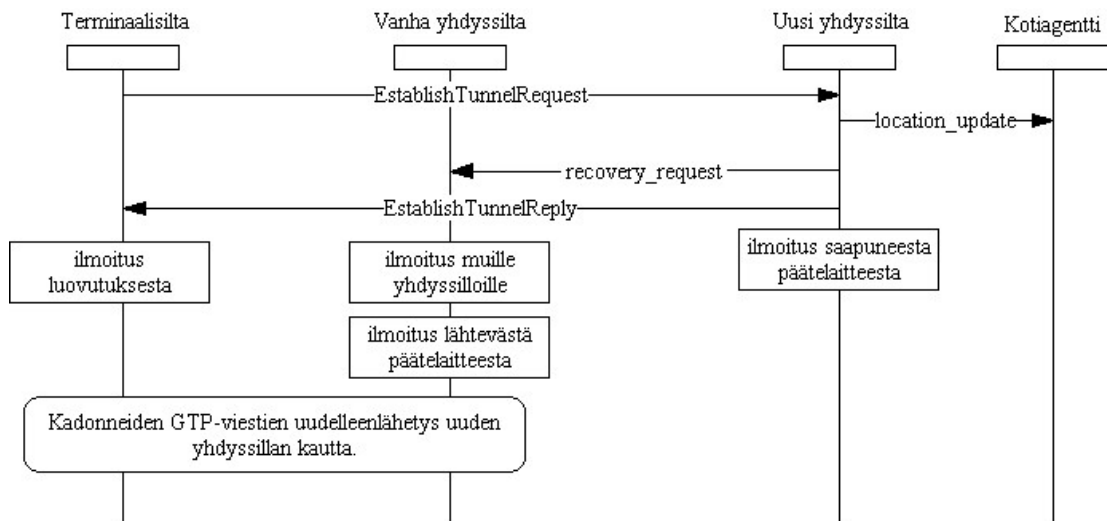 Terminaalisilta
Vanha yhdyssilta
Uusi yhdyssilta
Kotiagentti
EstablishTunnelRequest
location_update
recovery_request
EstablishTunnelReply
ilmoitus
luovutuksesta
ilmoitus muille
yhdyssilloille
ilmoitus saapuneesta
päätelaitteesta
ilmoitus lähtevästä
päätelaitteesta
Kadonneiden GTP-viestien uudelleenlähetys uuden
yhdyssillan kautta.